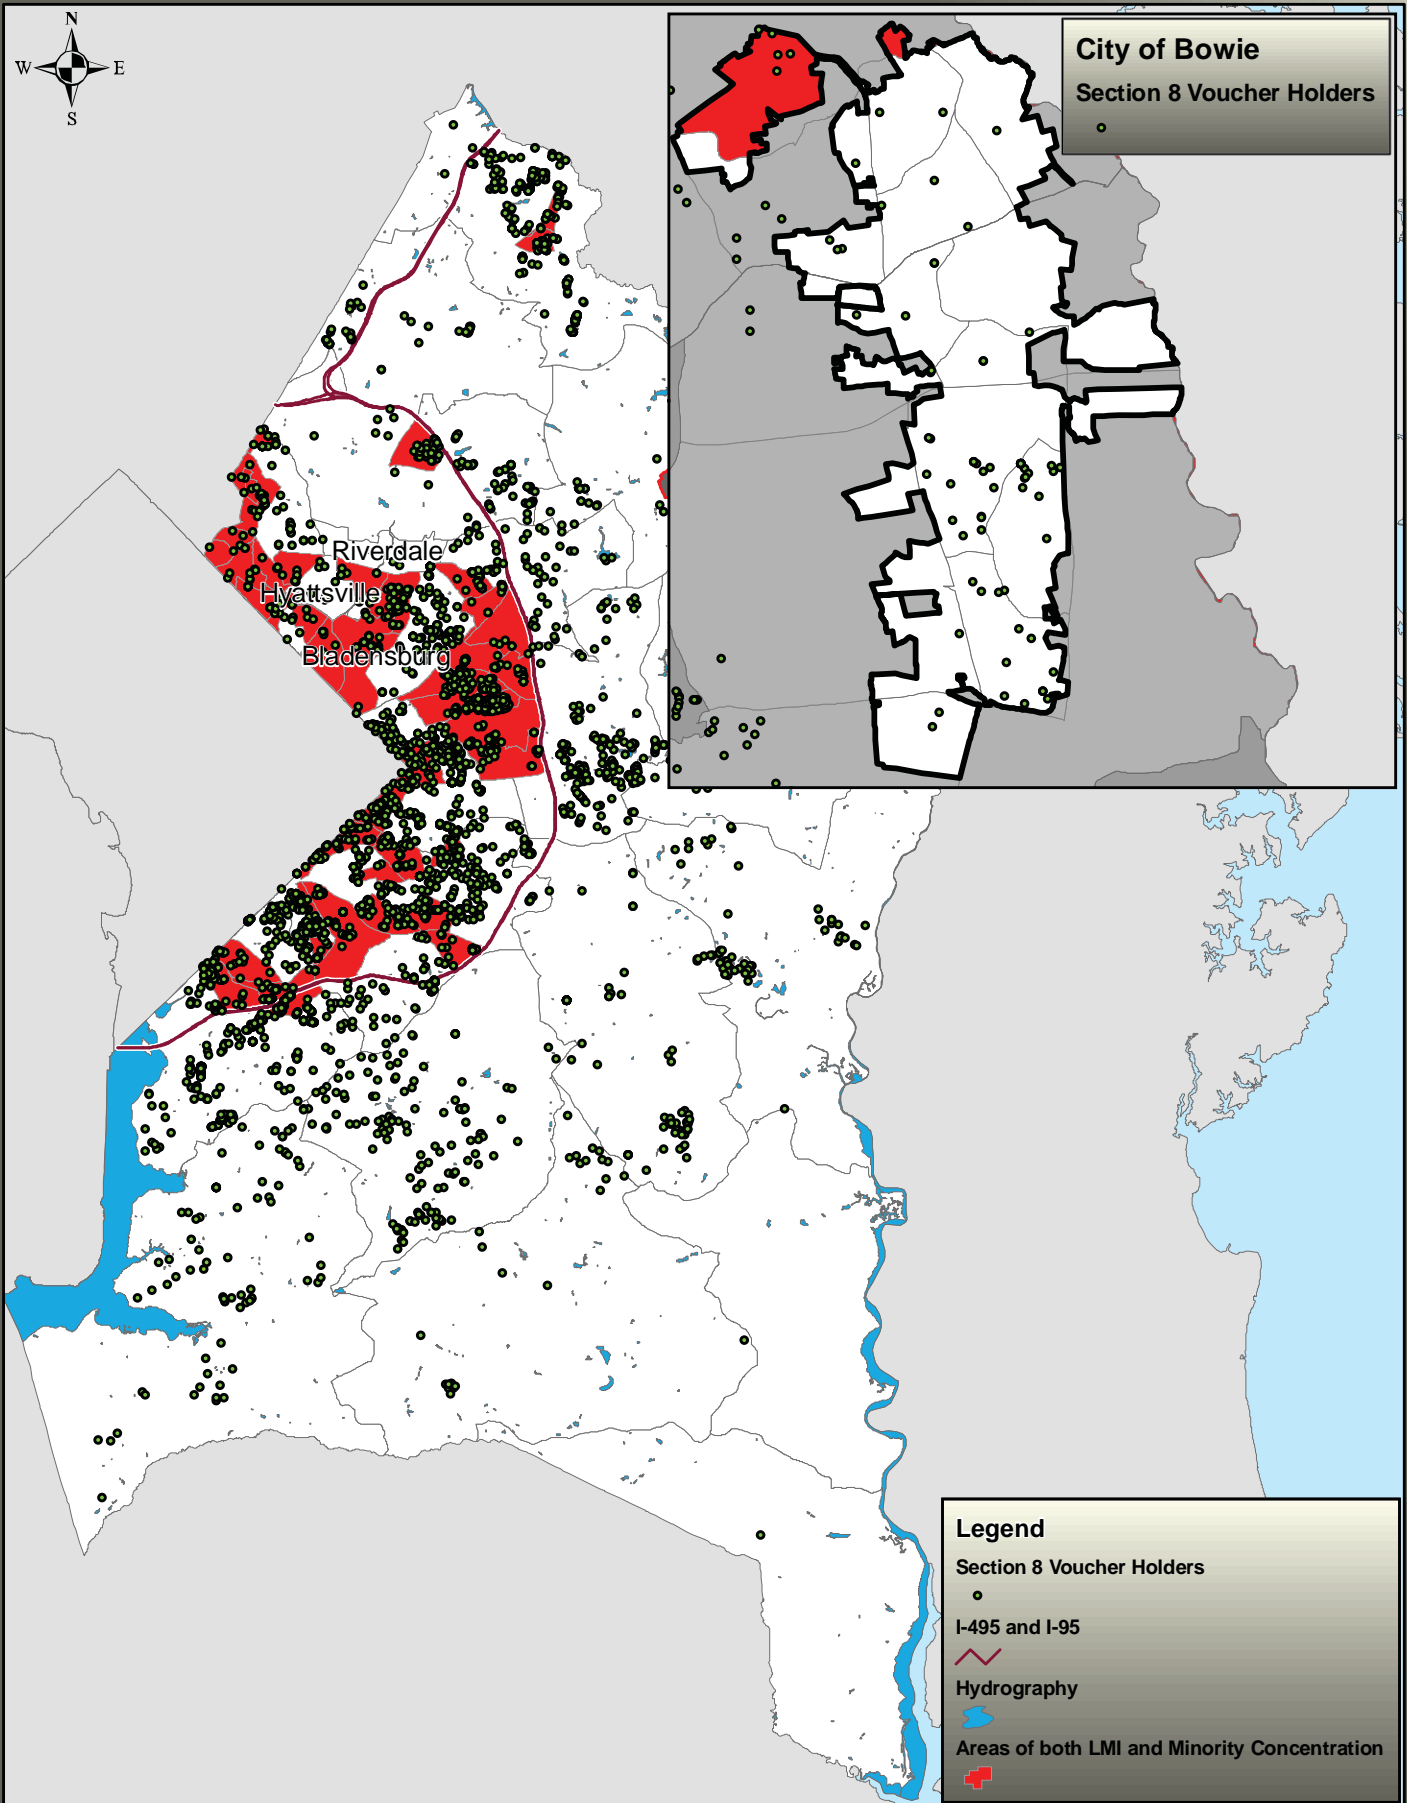 N
W E
S
City of Bowie
Section 8 Voucher Holders
Riverdale
Hyattsville
Bladensburg
Legend
Section 8 Voucher Holders
I-495 and I-95
Hydrography
Areas of both LMI and Minority Concentration